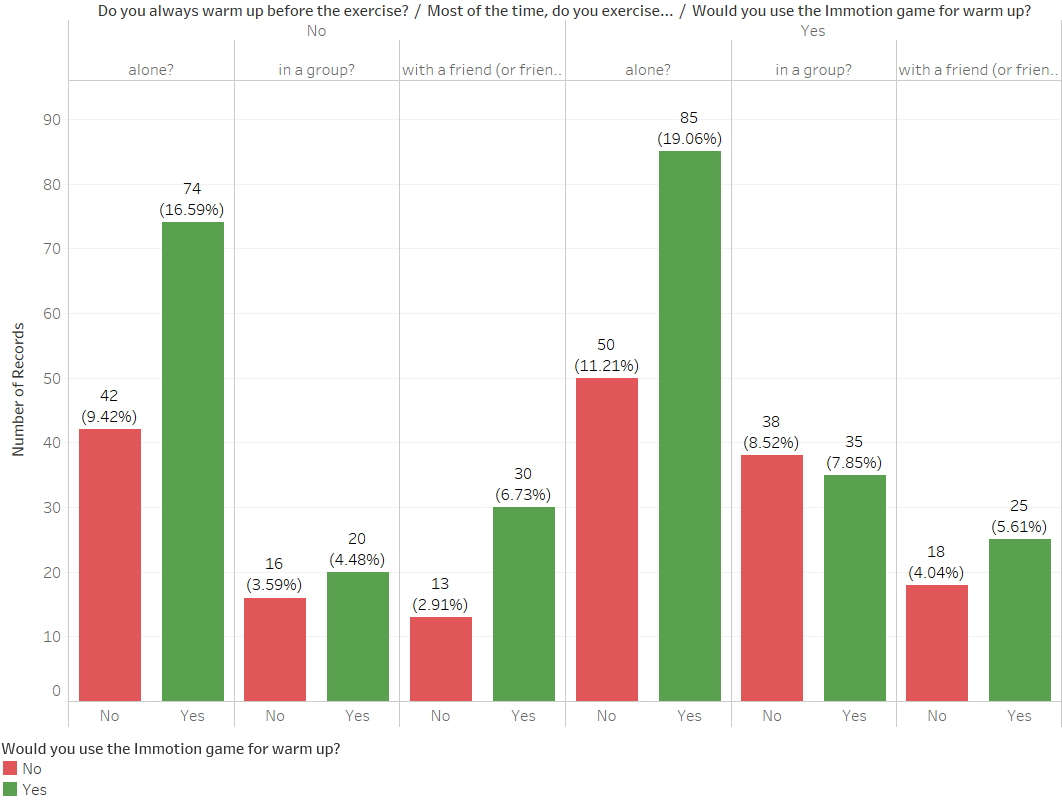 Do you always warm up before the exercise? / Most of the time, do you exercise... / Would you use the Immotion game for warm up?
No
Yes
alone?
in a group?
with a friend (or frien..
alone?
in a group?
with a friend (or frien..
Number of Records
90
80
70
60
50
40
30
20
10
0
42
(9.42%)
74
(16.59%)
16
(3.59%)
20
(4.48%)
13
(2.91%)
30
(6.73%)
50
(11.21%)
85
(19.06%)
38
(8.52%)
35
(7.85%)
18
(4.04%)
25
(5.61%)
No
Yes
No
Yes
No
Yes
No
Yes
No
Yes
No
Yes
Would you use the Immotion game for warm up?
No
Yes